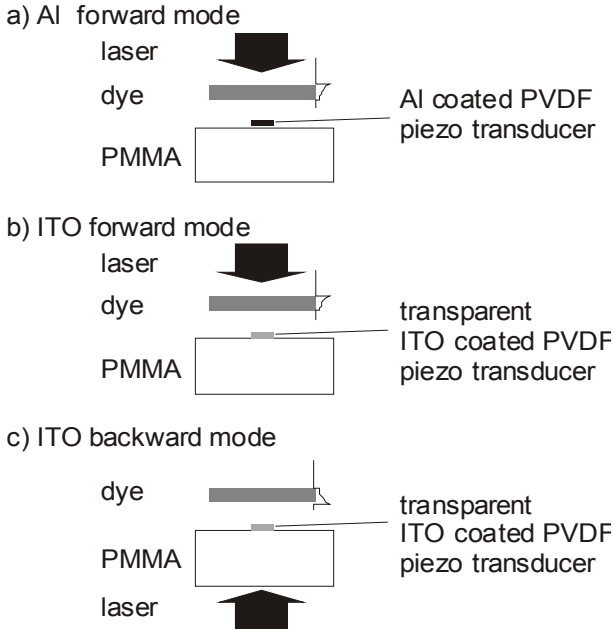 a) Al forward mode
laser
dye
Al coated PVDF
piezo transducer
PMMA
b) ITO forward mode
laser
dye
transparent
ITO coated PVDF
piezo transducer
PMMA
c) ITO backward mode
dye
transparent
ITO coated PVDF
piezo transducer
PMMA
laser